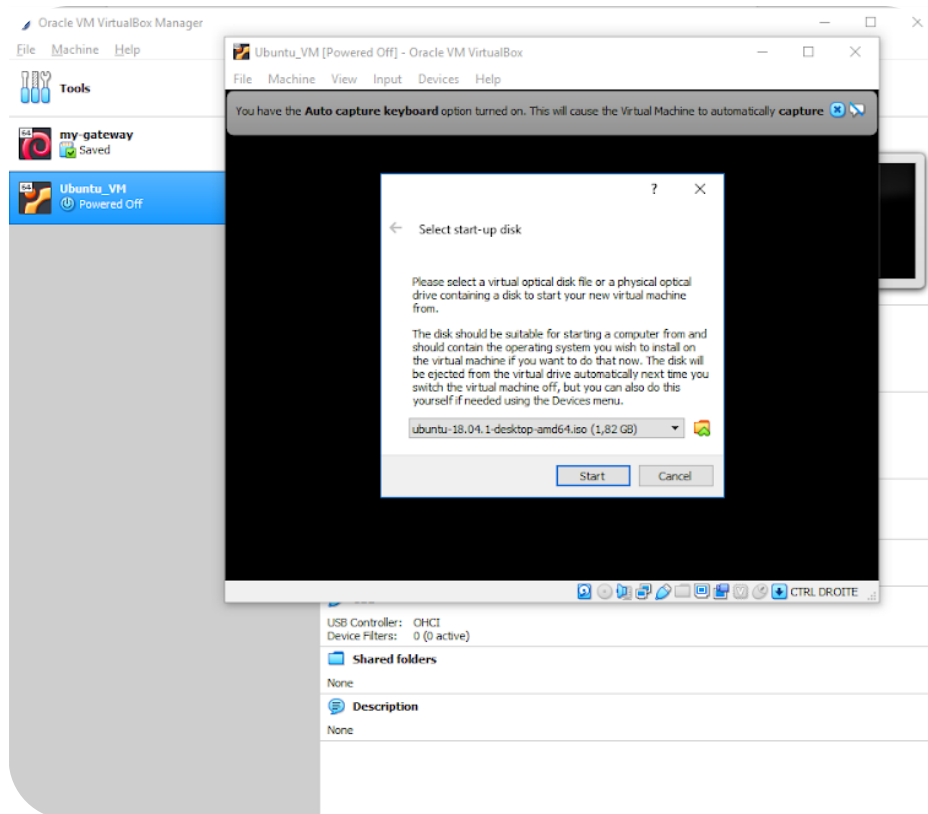 Oracle VM VirtualBox Manager
File Machine Help
Tools
my-gateway
Saved
Ubuntu_VM
Powered Off
Ubuntu_VM [Powered Off] - Oracle VM VirtualBox
File Machine View Input Devices Help
You have the Auto capture keyboard option turned on. This will cause the Virtual Machine to automatically capture
? 
Select start-up disk
Please select a virtual optical disk file or a physical optical
drive containing a disk to start your new virtual machine
from.
The disk should be suitable for starting a computer from and
should contain the operating system you wish to install on
the virtual machine if you want to do that now. The disk will
be ejected from the virtual drive automatically next time you
switch the virtual machine off, but you can also do this
yourself if needed using the Devices menu.
ubuntu-18.04.1-desktop-amd64.iso (1,82 GB)
Start Cancel
CTRL DROITE
USB Controller: OHCI
Device Filters: 0 (0 active)
Shared folders
None
Description
None